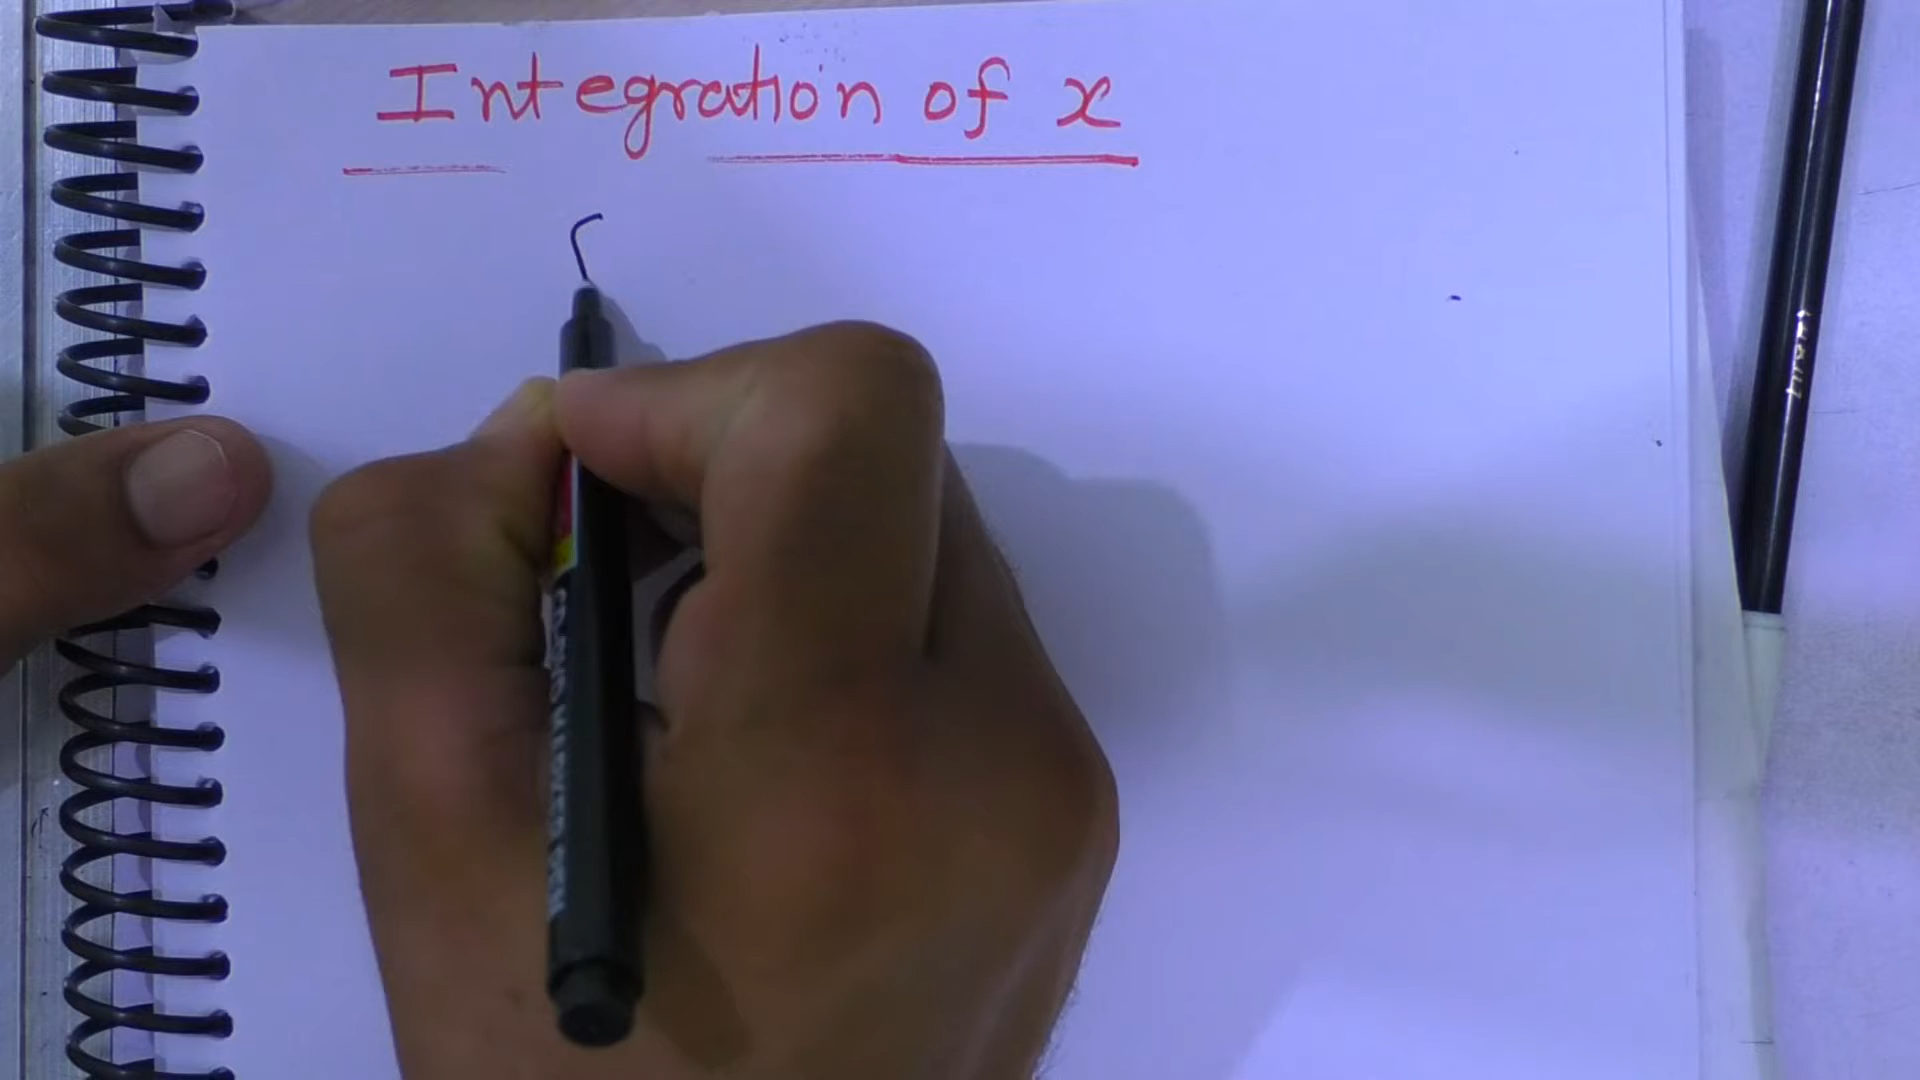 Integration of x